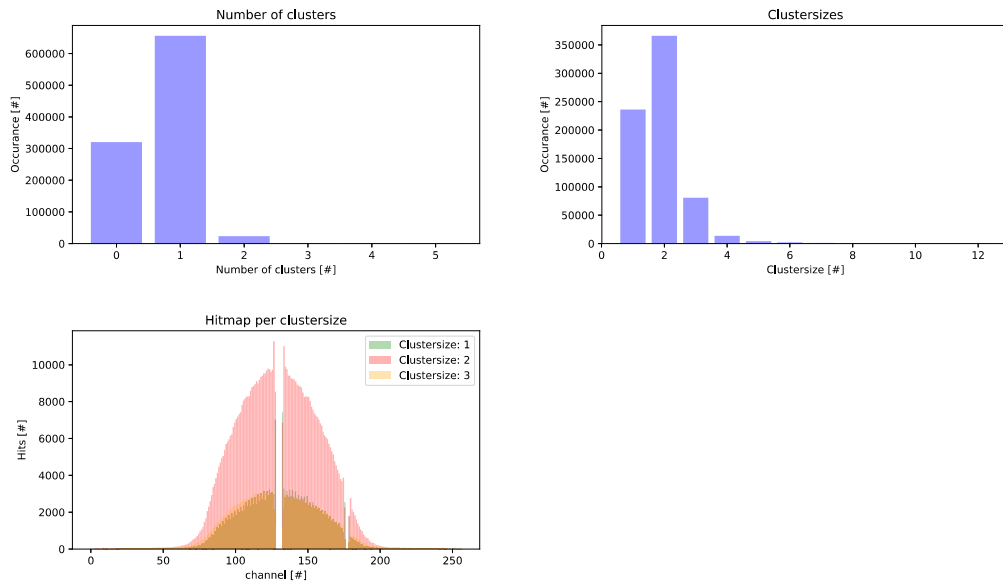 Number of clusters
Occurance [#]
600000
500000
400000
300000
200000
100000
0
0 1 2 3 4 5
Number of clusters [#]
Clustersizes
Occurance [#]
350000
300000
250000
200000
150000
100000
50000
0
0 2 4 6 8 10 12
Clustersize [#]
Hitmap per clustersize
Hits [#]
10000
8000
6000
4000
2000
0
0 50 100 150 200 250
channel [#]
Clustersize: 1
Clustersize: 2
Clustersize: 3